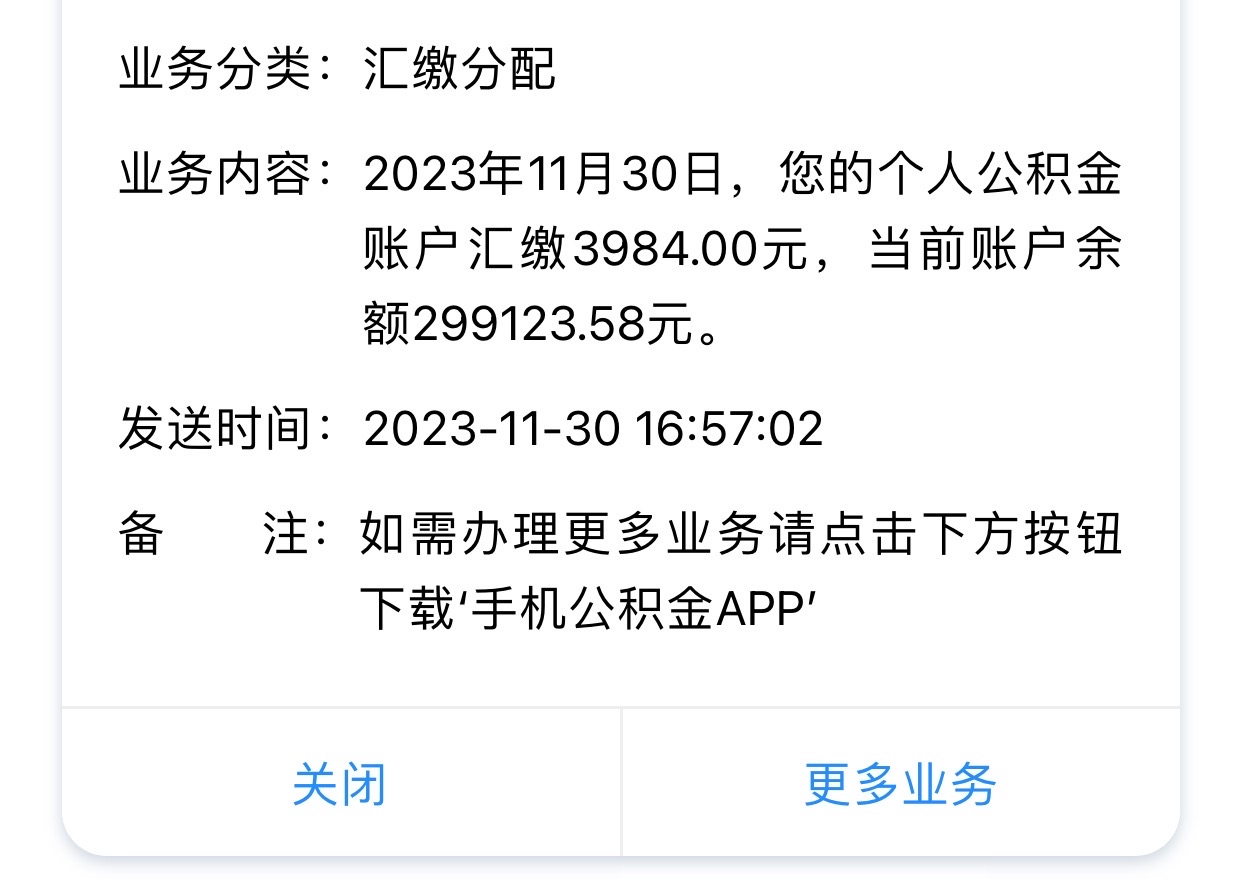 业务分类：汇缴分配
业务内容：2023年11月30日，您的个人公积金
账户汇缴3984.00元，当前账户余
额299123.58元。
发送时间：2023-11-30 16:57:02
备　　注：如需办理更多业务请点击下方按钮
下载‘手机公积金APP’
关闭
更多业务